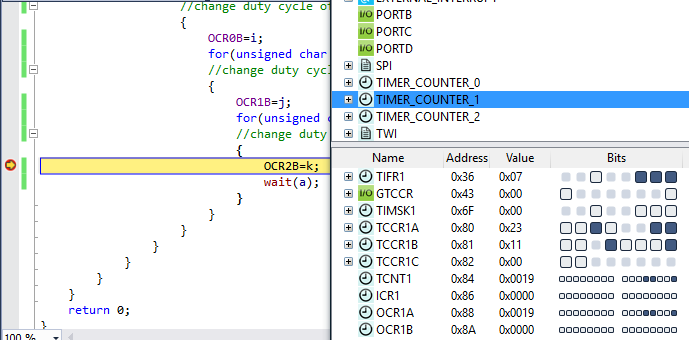 //change duty cycle o
{
OCR0B=i;
for(unsigned char
//change duty cycl
{
OCR1B=j;
for(unsigned c
//change duty
{
OCR2B=k;
wait(a);
}
}
}
}
}
}
}
return 0;
}
100 %
PORTB
PORTC
PORTD
SPI
TIMER_COUNTER_0
TIMER_COUNTER_1
TIMER_COUNTER_2
TWI
Name Address Value Bits
TIFR1 0x36 0x07
GTCCR 0x43 0x00
TIMSK1 0x6F 0x00
TCCR1A 0x80 0x23
TCCR1B 0x81 0x11
TCCR1C 0x82 0x00
TCNT1 0x84 0x0019
ICR1 0x86 0x0000
OCR1A 0x88 0x0019
OCR1B 0x8A 0x0000